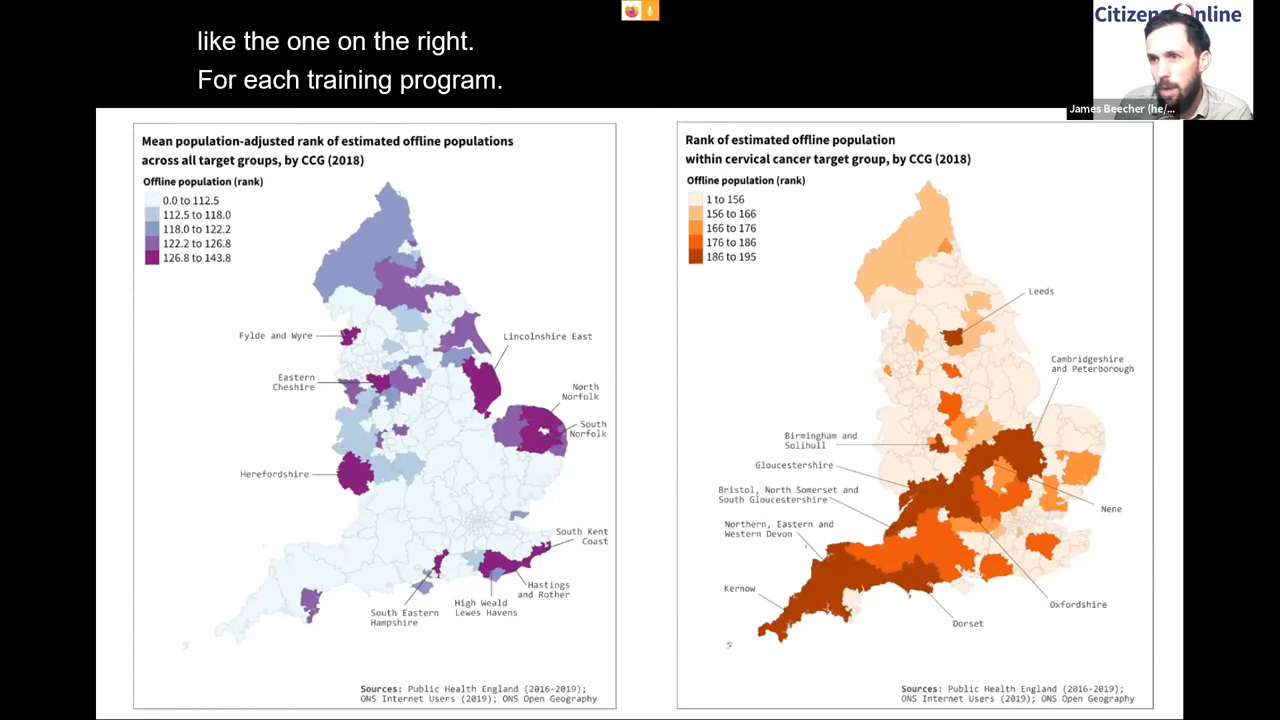 like the one on the right.
For each training program.
Citizens Online
James Beecher (he/...
Mean population-adjusted rank of estimated offline populations
across all target groups, by CCG (2018)
Offline population (rank)
0.0 to 112.5
112.5 to 118.0
118.0 to 122.2
122.2 to 126.8
126.8 to 143.8
Fylde and Wyre
Lincolnshire East
Eastern
Cheshire
North
Norfolk
South
Norfolk
Herefordshire
South Kent
Coast
Hastings
and Rother
High Weald
Lewes Havens
South Eastern
Hampshire
Sources: Public Health England (2016-2019);
ONS Internet Users (2019); ONS Open Geography
Rank of estimated offline population
within cervical cancer target group, by CCG (2018)
Offline population (rank)
1 to 156
156 to 166
166 to 176
176 to 186
186 to 195
Leeds
Cambridgeshire
and Peterborough
Birmingham and
Solihull
Gloucestershire
Bristol, North Somerset and
South Gloucestershire
Nene
Northern, Eastern and
Western Devon
Kernow
Oxfordshire
Dorset
Sources: Public Health England (2016-2019);
ONS Internet Users (2019); ONS Open Geography